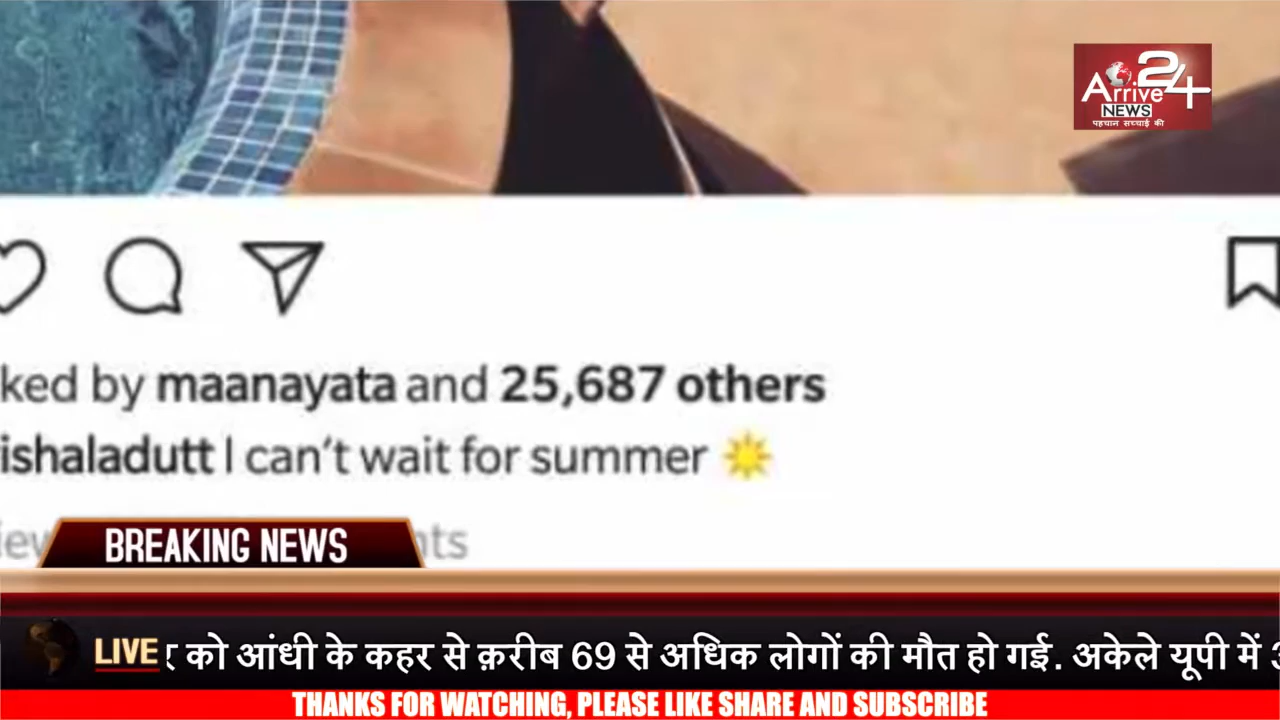 Arrive 24
NEWS
पहचान सच्चाई की
ked by maanayata and 25,687 others
ishaladutt I can't wait for summer ☀️
BREAKING NEWS
LIVE
को आंधी के कहर से क़रीब 69 से अधिक लोगों की मौत हो गई. अकेले यूपी में
THANKS FOR WATCHING, PLEASE LIKE SHARE AND SUBSCRIBE